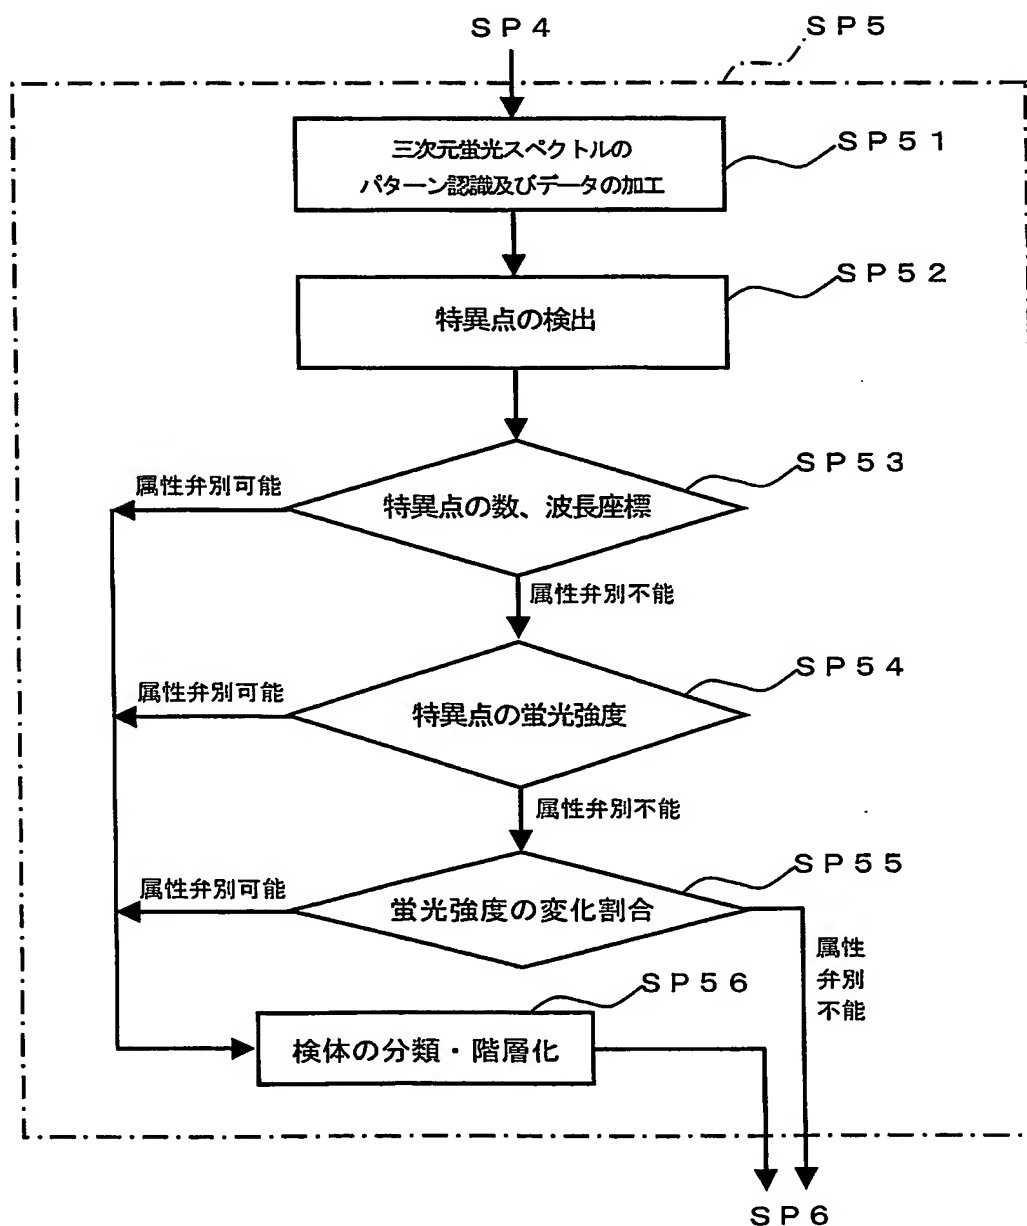 ＳＰ４
ＳＰ５
三次元蛍光スペクトルの
パターン認識及びデータの加工
ＳＰ５１
特異点の検出
ＳＰ５２
特異点の数、波長座標
ＳＰ５３
属性弁別可能
属性弁別不能
特異点の蛍光強度
ＳＰ５４
属性弁別可能
属性弁別不能
蛍光強度の変化割合
ＳＰ５５
属性弁別可能
属性
弁別
不能
ＳＰ５６
検体の分類・階層化
ＳＰ６